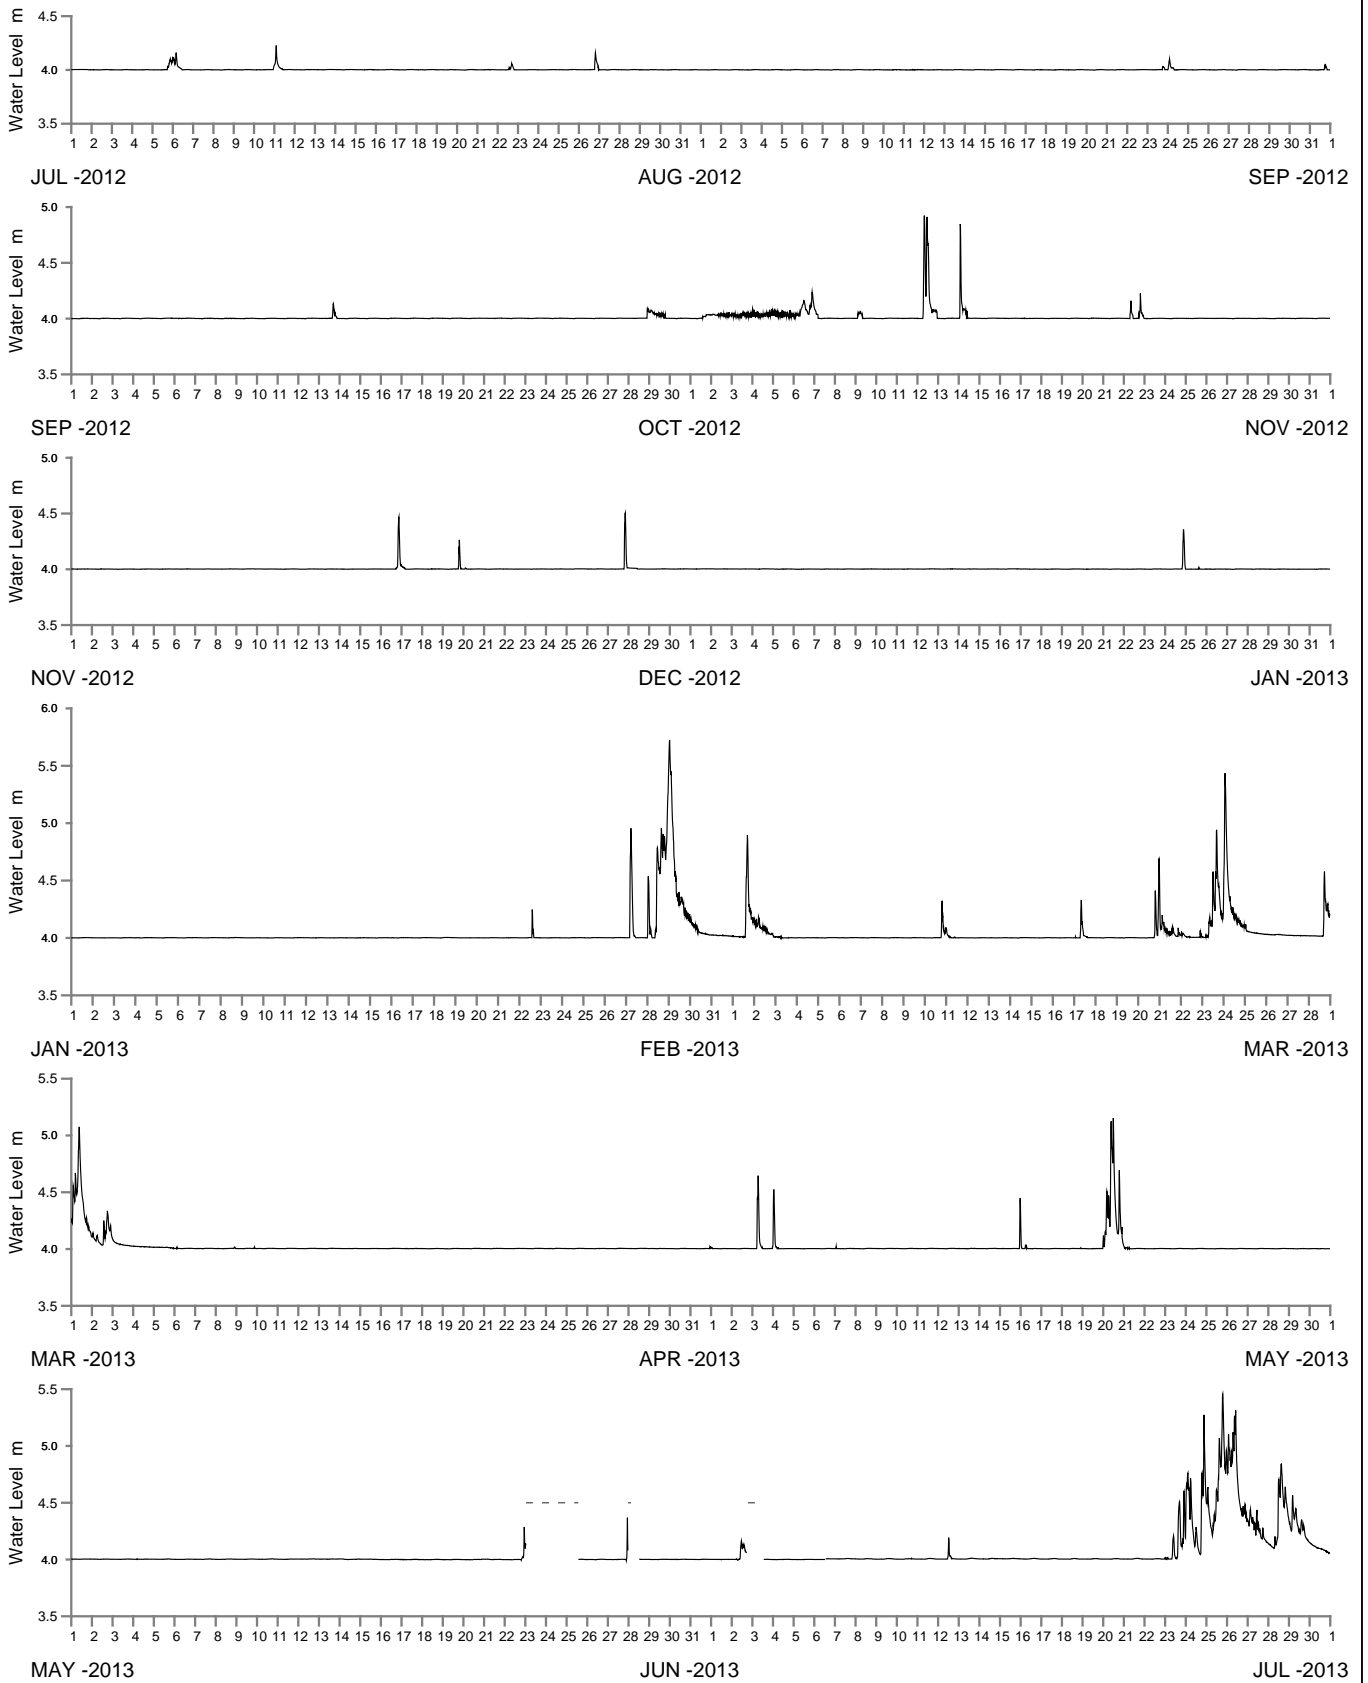 Water Level m
4.5
4.0
3.5
1 2 3 4 5 6 7 8 9 10 11 12 13 14 15 16 17 18 19 20 21 22 23 24 25 26 27 28 29 30 31 1 2 3 4 5 6 7 8 9 10 11 12 13 14 15 16 17 18 19 20 21 22 23 24 25 26 27 28 29 30 31 1
JUL -2012 AUG -2012 SEP -2012
Water Level m
5.0
4.5
4.0
3.5
1 2 3 4 5 6 7 8 9 10 11 12 13 14 15 16 17 18 19 20 21 22 23 24 25 26 27 28 29 30 1 2 3 4 5 6 7 8 9 10 11 12 13 14 15 16 17 18 19 20 21 22 23 24 25 26 27 28 29 30 31 1
SEP -2012 OCT -2012 NOV -2012
Water Level m
5.0
4.5
4.0
3.5
1 2 3 4 5 6 7 8 9 10 11 12 13 14 15 16 17 18 19 20 21 22 23 24 25 26 27 28 29 30 1 2 3 4 5 6 7 8 9 10 11 12 13 14 15 16 17 18 19 20 21 22 23 24 25 26 27 28 29 30 31 1
NOV -2012 DEC -2012 JAN -2013
Water Level m
6.0
5.5
5.0
4.5
4.0
3.5
1 2 3 4 5 6 7 8 9 10 11 12 13 14 15 16 17 18 19 20 21 22 23 24 25 26 27 28 29 30 31 1 2 3 4 5 6 7 8 9 10 11 12 13 14 15 16 17 18 19 20 21 22 23 24 25 26 27 28 1
JAN -2013 FEB -2013 MAR -2013
Water Level m
5.5
5.0
4.5
4.0
3.5
1 2 3 4 5 6 7 8 9 10 11 12 13 14 15 16 17 18 19 20 21 22 23 24 25 26 27 28 29 30 31 1 2 3 4 5 6 7 8 9 10 11 12 13 14 15 16 17 18 19 20 21 22 23 24 25 26 27 28 29 30 1
MAR -2013 APR -2013 MAY -2013
Water Level m
5.5
5.0
4.5
4.0
3.5
1 2 3 4 5 6 7 8 9 10 11 12 13 14 15 16 17 18 19 20 21 22 23 24 25 26 27 28 29 30 31 1 2 3 4 5 6 7 8 9 10 11 12 13 14 15 16 17 18 19 20 21 22 23 24 25 26 27 28 29 30 1
MAY -2013 JUN -2013 JUL -2013